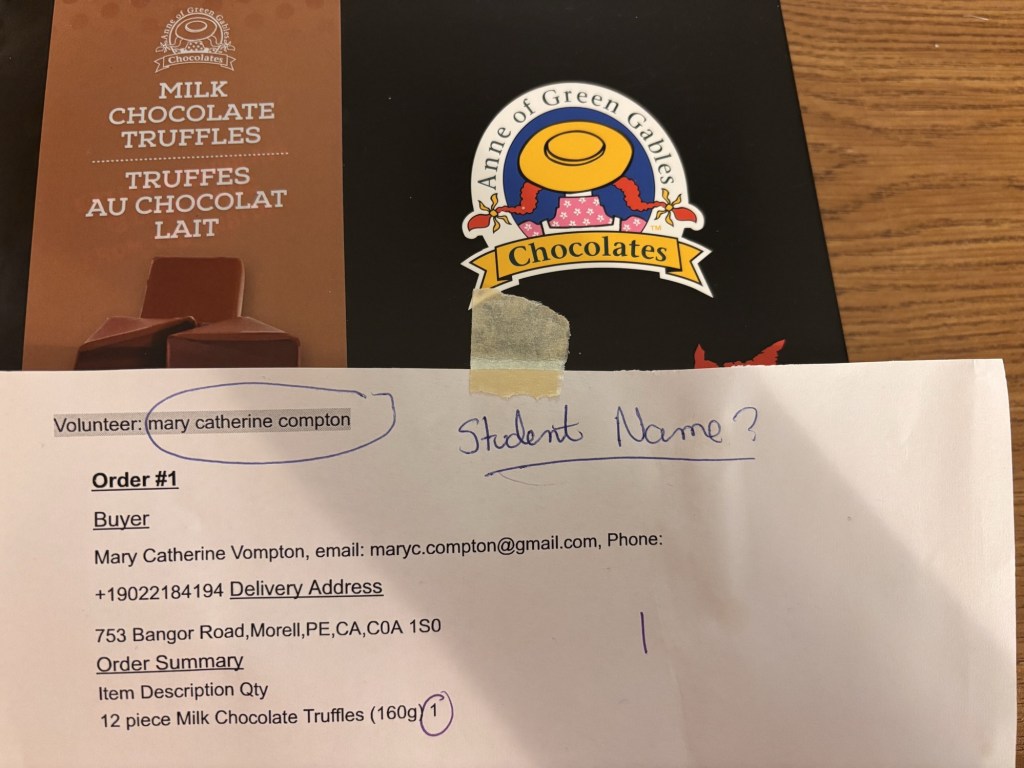 Anne of Green Gables
Chocolates
MILK
CHOCOLATE
TRUFFLES
TRUFFES
AU CHOCOLAT
LAIT
Anne of Green Gables
TM
Chocolates
Volunteer: mary catherine compton
Student Name?
Order #1
Buyer
Mary Catherine Vompton, email: maryc.compton@gmail.com, Phone:
+19022184194 Delivery Address
753 Bangor Road,Morell,PE,CA,C0A 1S0
|
Order Summary
Item Description Qty
12 piece Milk Chocolate Truffles (160g) 1